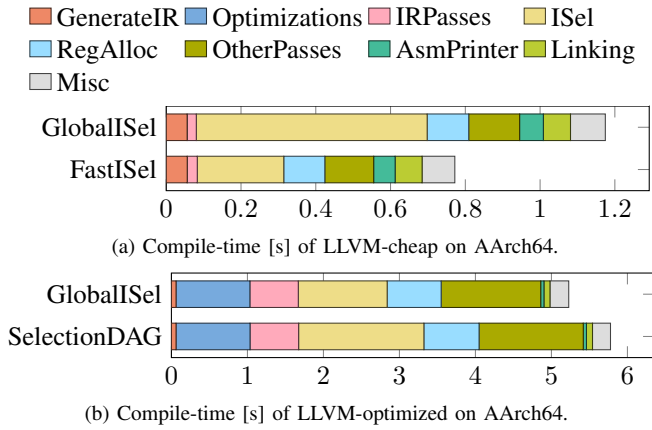 GenerateIR Optimizations IRPasses ISel
RegAlloc OtherPasses AsmPrinter Linking
Misc
GlobalISel
FastISel
0 0.2 0.4 0.6 0.8 1 1.2
(a) Compile-time [s] of LLVM-cheap on AArch64.
GlobalISel
SelectionDAG
0 1 2 3 4 5 6
(b) Compile-time [s] of LLVM-optimized on AArch64.